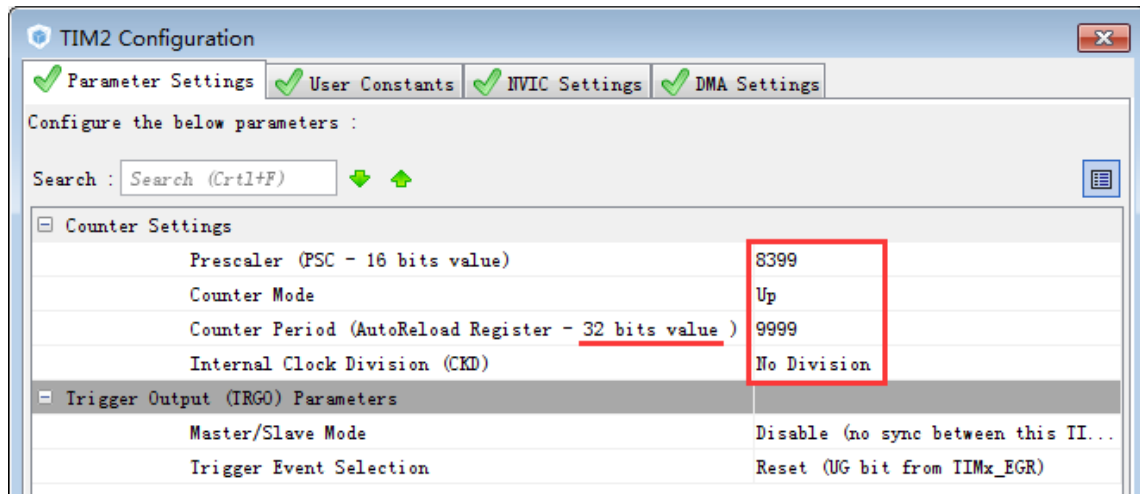 TIM2 Configuration
Parameter Settings User Constants NVIC Settings DMA Settings
Configure the below parameters :
Search : Search (Crtl+F)
Counter Settings
Prescaler (PSC - 16 bits value) 8399
Counter Mode Up
Counter Period (AutoReload Register - 32 bits value ) 9999
Internal Clock Division (CKD) No Division
Trigger Output (TRGO) Parameters
Master/Slave Mode Disable (no sync between this TI...
Trigger Event Selection Reset (UG bit from TIMx_EGR)